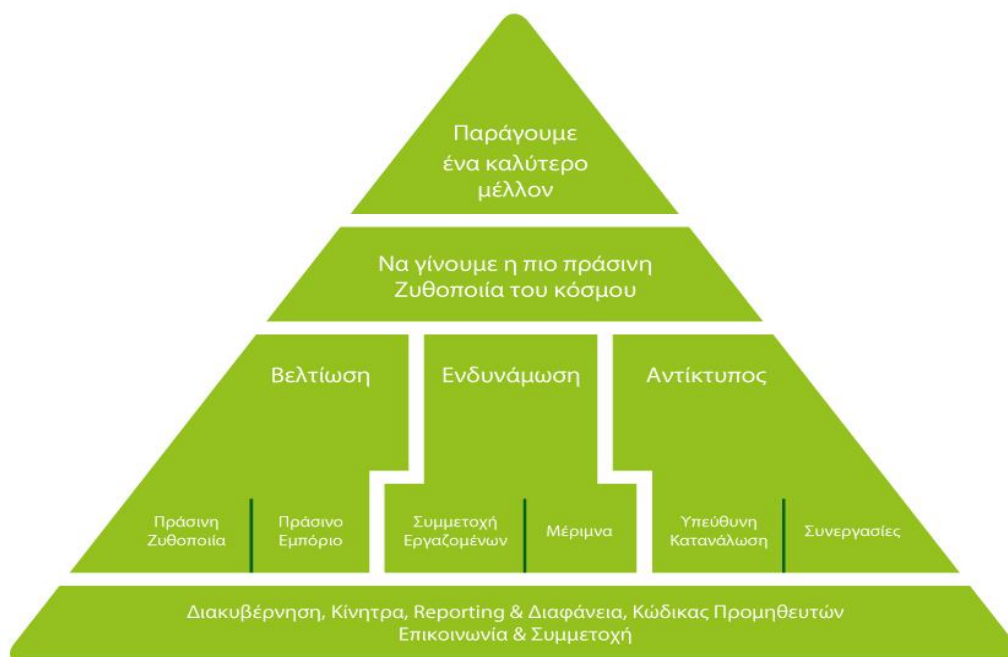 Παράγουμε
ένα καλύτερο
μέλλον
Να γίνουμε η πιο πράσινη
Ζυθοποιία του κόσμου
Βελτίωση
Ενδυνάμωση
Αντίκτυπος
Πράσινη
Ζυθοποιία
Πράσινο
Εμπόριο
Συμμετοχή
Εργαζομένων
Μέριμνα
Υπεύθυνη
Κατανάλωση
Συνεργασίες
Διακυβέρνηση, Κίνητρα, Reporting & Διαφάνεια, Κώδικας Προμηθευτών
Επικοινωνία & Συμμετοχή